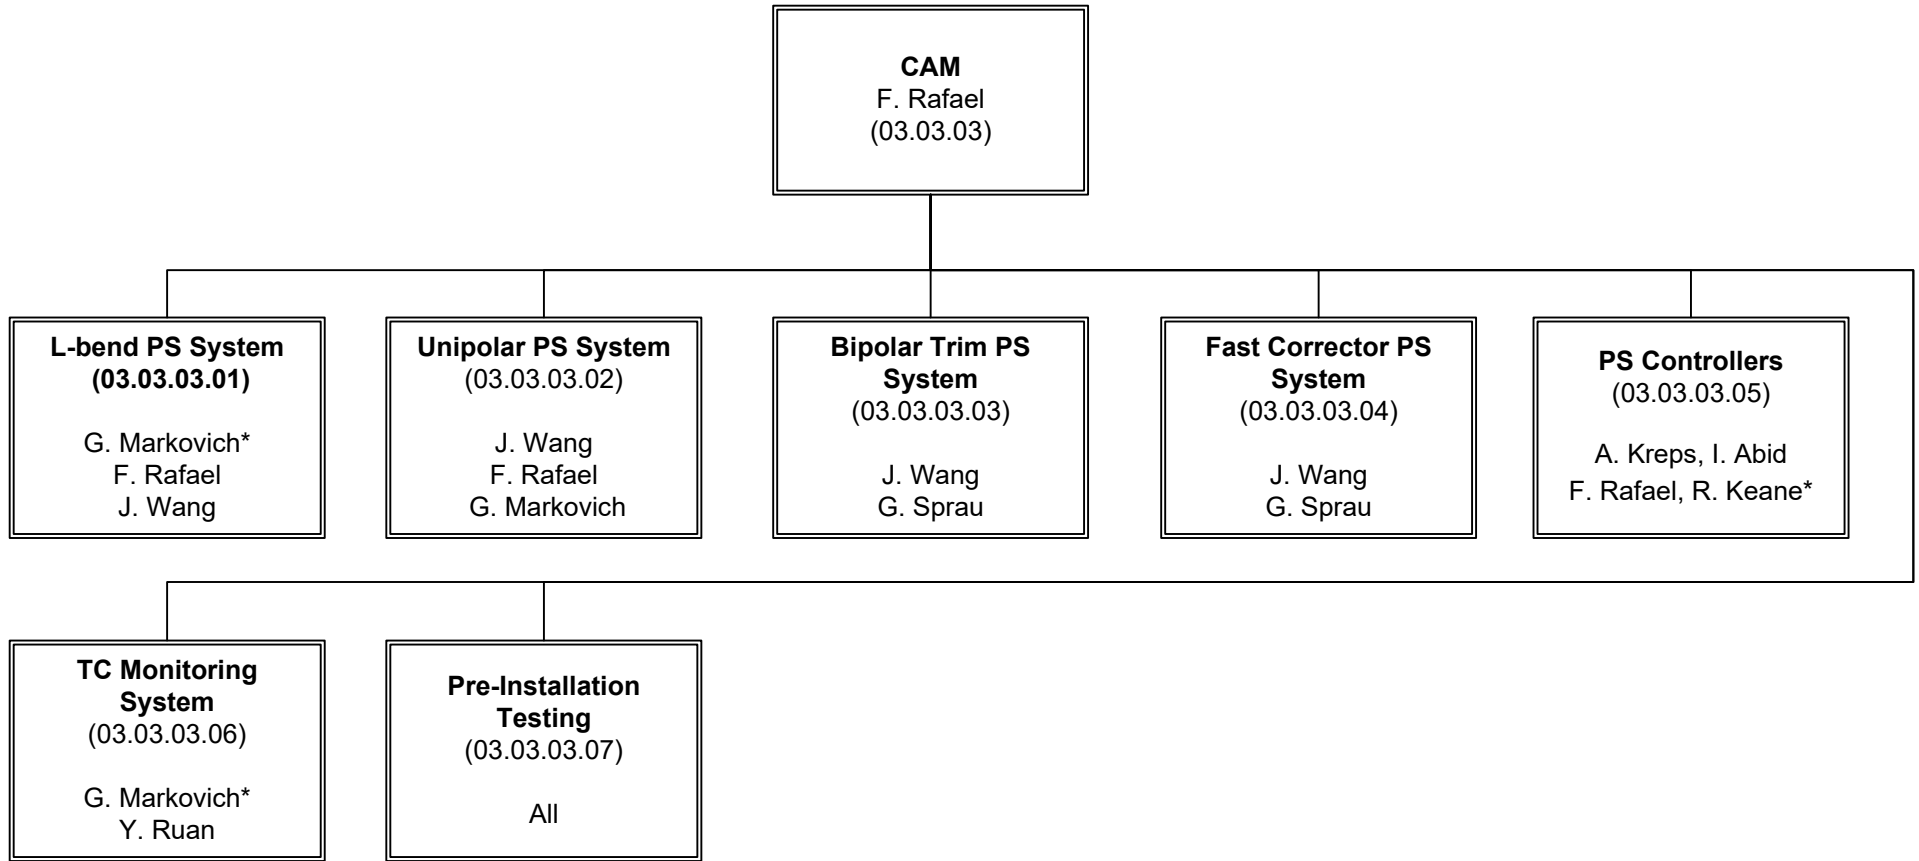 CAM
F. Rafael
(03.03.03)
L-bend PS System
(03.03.03.01)
G. Markovich*
F. Rafael
J. Wang
Unipolar PS System
(03.03.03.02)
J. Wang
F. Rafael
G. Markovich
Bipolar Trim PS
System
(03.03.03.03)
J. Wang
G. Sprau
Fast Corrector PS
System
(03.03.03.04)
J. Wang
G. Sprau
PS Controllers
(03.03.03.05)
A. Kreps, I. Abid
F. Rafael, R. Keane*
TC Monitoring
System
(03.03.03.06)
G. Markovich*
Y. Ruan
Pre-Installation
Testing
(03.03.03.07)
All